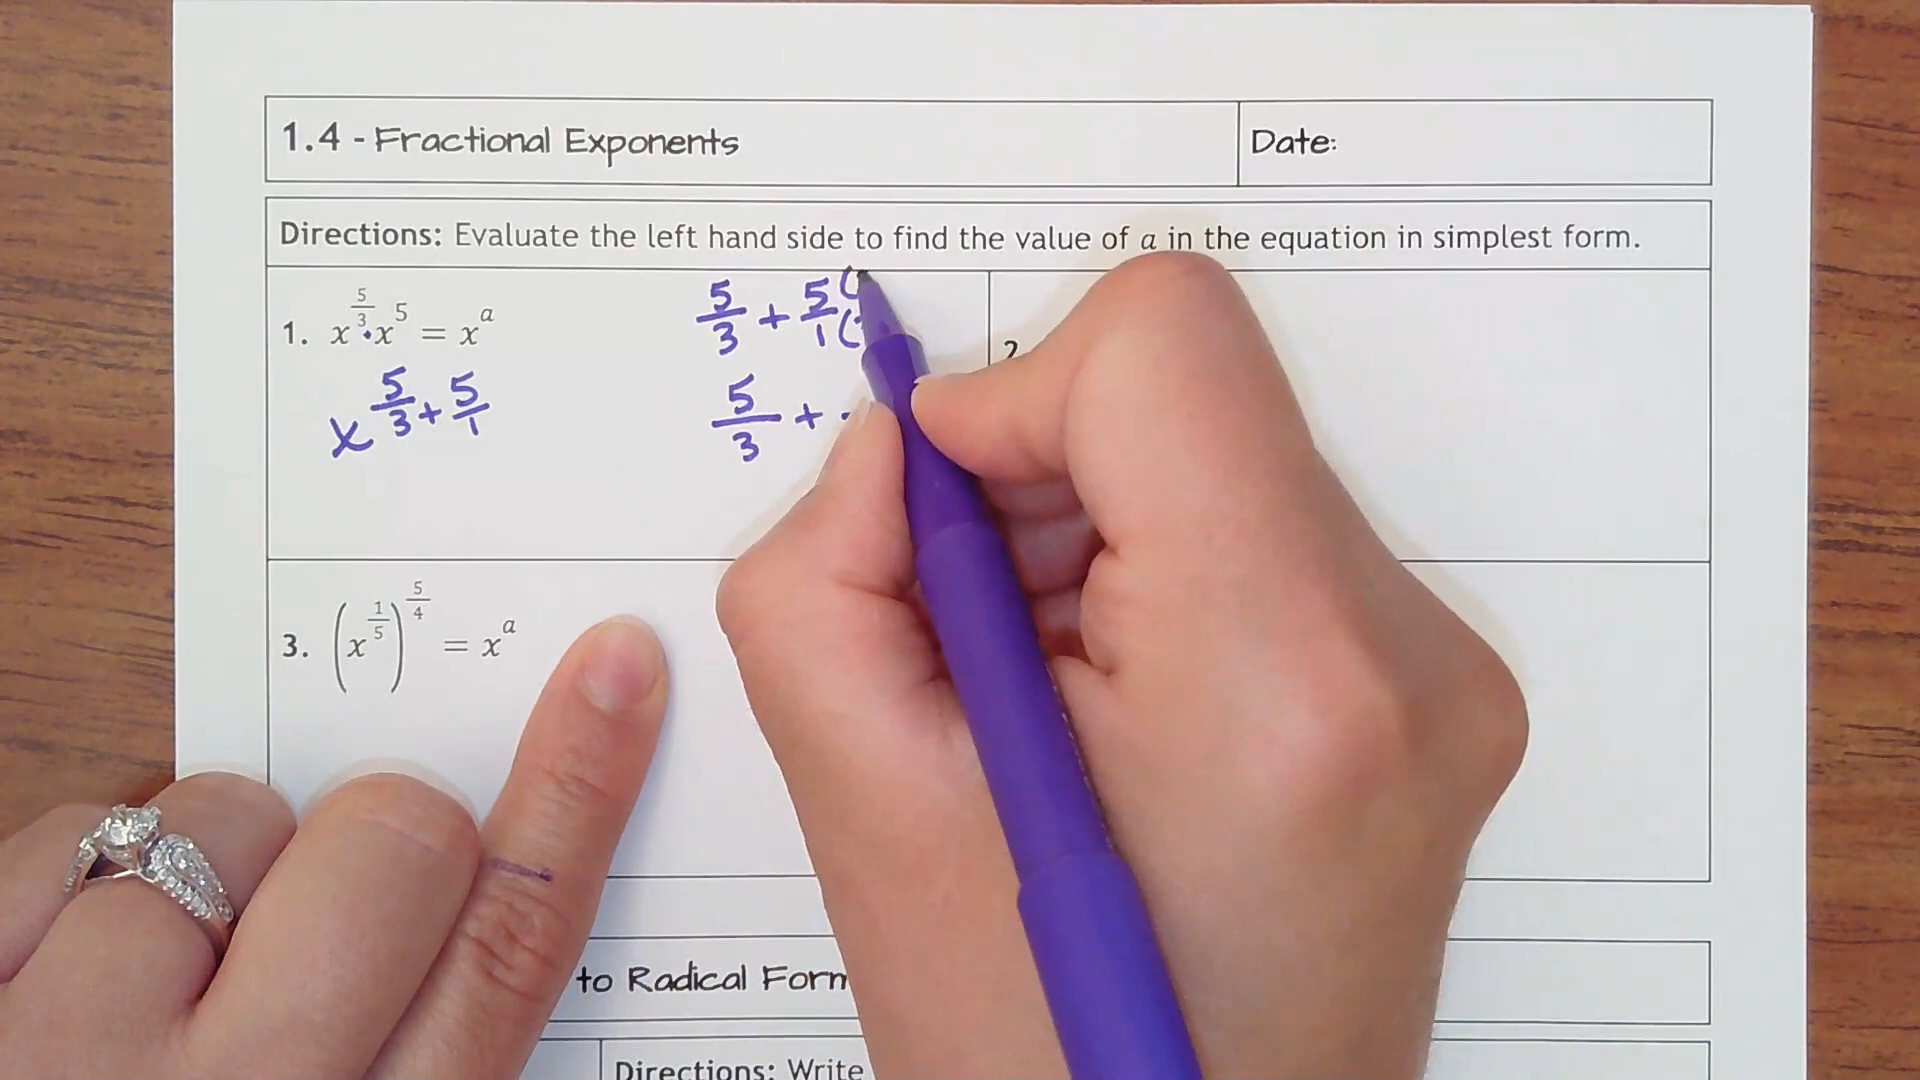 1.4 - Fractional Exponents
Date:
Directions: Evaluate the left hand side to find the value of a in the equation in simplest form.
1. x^(5/3) · x^5 = x^a
x^(5/3 + 5/1)
5/3 + 5/1 (
(
5/3 +
2
3. (x^(1/5))^(5/4) = x^a
to Radical Form
Directions: Write